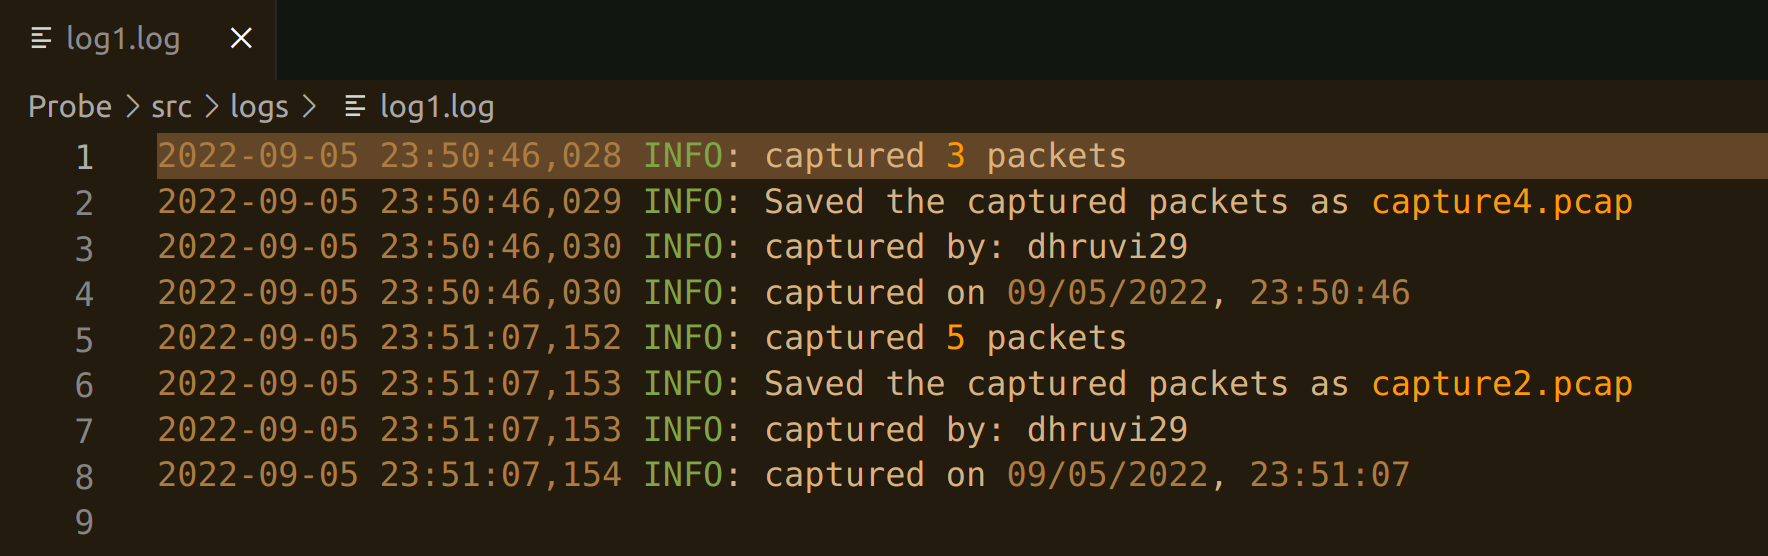 log1.log
Probe > src > logs > log1.log
1 2022-09-05 23:50:46,028 INFO: captured 3 packets
2 2022-09-05 23:50:46,029 INFO: Saved the captured packets as capture4.pcap
3 2022-09-05 23:50:46,030 INFO: captured by: dhruvi29
4 2022-09-05 23:50:46,030 INFO: captured on 09/05/2022, 23:50:46
5 2022-09-05 23:51:07,152 INFO: captured 5 packets
6 2022-09-05 23:51:07,153 INFO: Saved the captured packets as capture2.pcap
7 2022-09-05 23:51:07,153 INFO: captured by: dhruvi29
8 2022-09-05 23:51:07,154 INFO: captured on 09/05/2022, 23:51:07
9